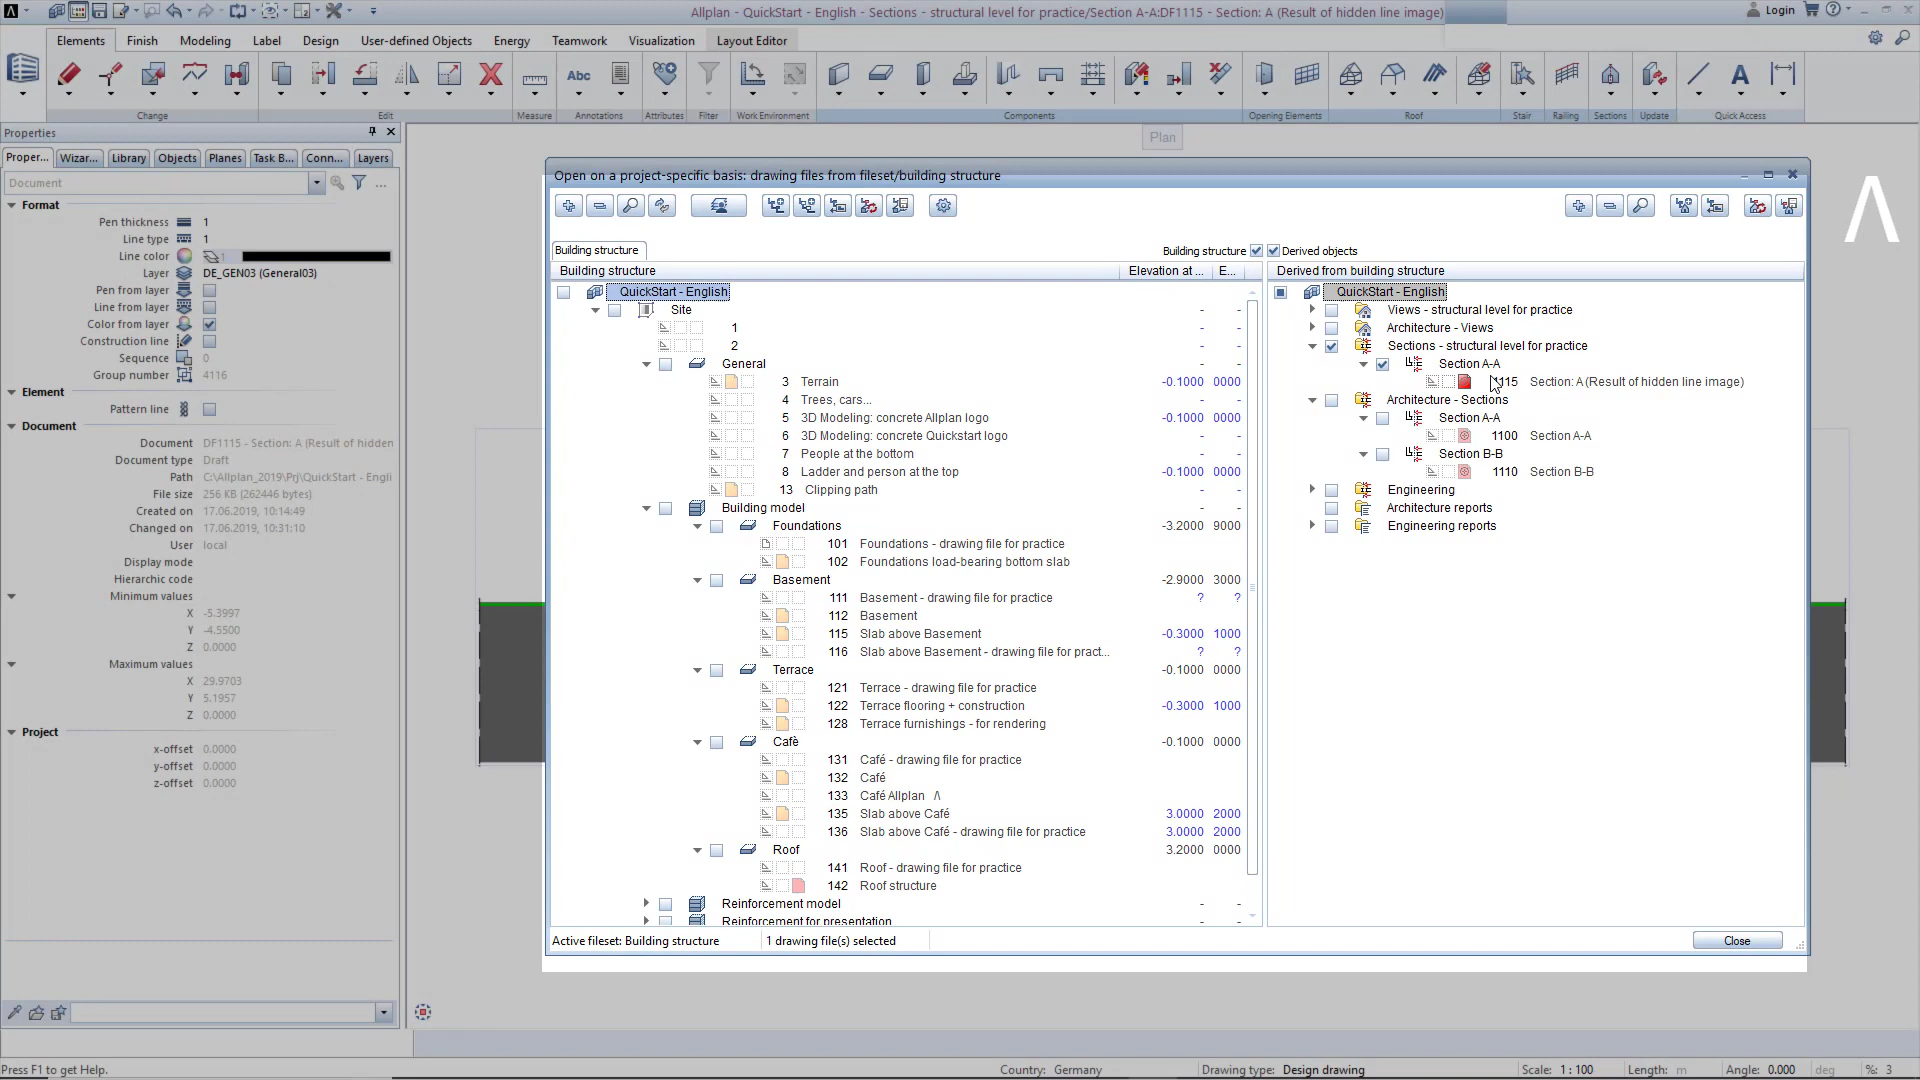 Allplan - QuickStart - English - Sections - structural level for practice/Section A-A:DF1115 - Section: A (Result of hidden line image)
Login
Elements Finish Modeling Label Design User-defined Objects Energy Teamwork Visualization Layout Editor
Abc
Change Edit Measure Annotations Attributes Filter Work Environment Components Opening Elements Roof Stair Railing Sections Update Quick Access
Properties
Plan
Proper... Wizar... Library Objects Planes Task B... Conn... Layers
Document
Format
Pen thickness 1
Line type 1
Line color 1
Layer DE_GEN03 (General03)
Pen from layer
Line from layer
Color from layer
Construction line
Sequence 0
Group number 4116
Element
Pattern line
Document
Document DF1115 - Section: A (Result of hidden
Document type Draft
Path C:\Allplan_2019\Prj\QuickStart - Engli
File size 256 KB (262446 bytes)
Created on 17.06.2019, 10:14:49
Changed on 17.06.2019, 10:31:10
User local
Display mode
Hierarchic code
Minimum values
X -5.3997
Y -4.5500
Z 0.0000
Maximum values
X 29.9703
Y 5.1957
Z 0.0000
Project
x-offset 0.0000
y-offset 0.0000
z-offset 0.0000
Open on a project-specific basis: drawing files from fileset/building structure
Building structure
Building structure Derived objects
Building structure Elevation at ... E...
QuickStart - English
Site - -
1 - -
2 - -
General - -
3 Terrain -0.1000 0000
4 Trees, cars... - -
5 3D Modeling: concrete Allplan logo -0.1000 0000
6 3D Modeling: concrete Quickstart logo - -
7 People at the bottom - -
8 Ladder and person at the top -0.1000 0000
13 Clipping path - -
Building model - -
Foundations -3.2000 9000
101 Foundations - drawing file for practice
102 Foundations load-bearing bottom slab
Basement -2.9000 3000
111 Basement - drawing file for practice ? ?
112 Basement
115 Slab above Basement -0.3000 1000
116 Slab above Basement - drawing file for pract... ? ?
Terrace -0.1000 0000
121 Terrace - drawing file for practice
122 Terrace flooring + construction -0.3000 1000
128 Terrace furnishings - for rendering
Cafè -0.1000 0000
131 Café - drawing file for practice
132 Café
133 Café Allplan /\
135 Slab above Café 3.0000 2000
136 Slab above Café - drawing file for practice 3.0000 2000
Roof 3.2000 0000
141 Roof - drawing file for practice
142 Roof structure
Reinforcement model - -
Reinforcement for presentation - -
Derived from building structure
QuickStart - English
Views - structural level for practice
Architecture - Views
Sections - structural level for practice
Section A-A
Section: A (Result of hidden line image)
Architecture - Sections
Section A-A
1100 Section A-A
Section B-B
1110 Section B-B
Engineering
Architecture reports
Engineering reports
Active fileset: Building structure 1 drawing file(s) selected
Close
Press F1 to get Help.
Country: Germany Drawing type: Design drawing Scale: 1 : 100 Length: m Angle: 0.000 deg %: 3